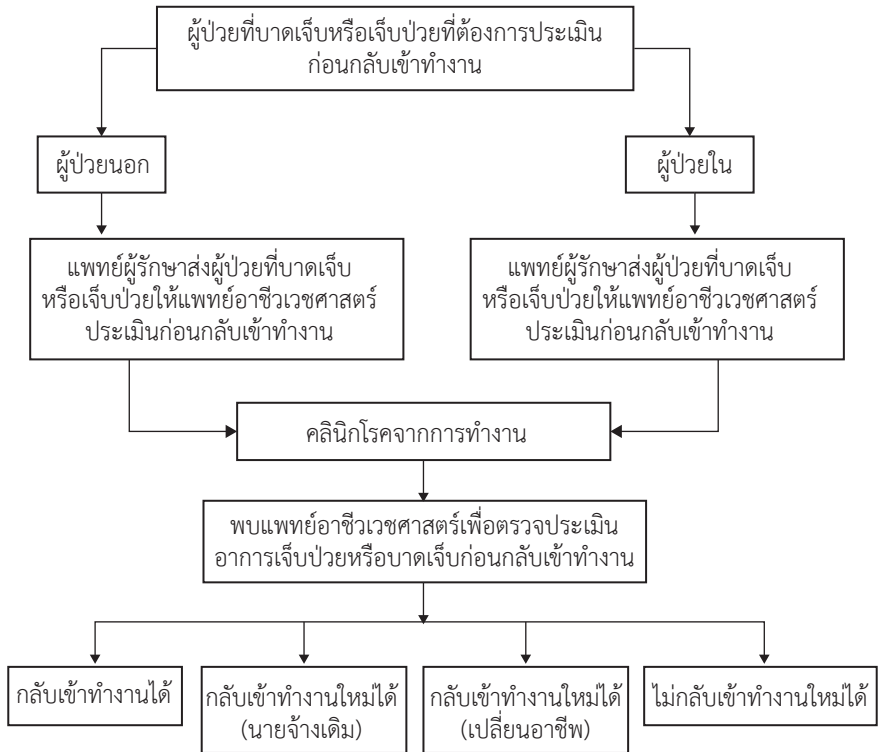 ผู้ป่วยที่บาดเจ็บหรือเจ็บป่วยที่ต้องการประเมิน
ก่อนกลับเข้าทำงาน
ผู้ป่วยนอก
ผู้ป่วยใน
แพทย์ผู้รักษาส่งผู้ป่วยที่บาดเจ็บ
หรือเจ็บป่วยให้แพทย์อาชีวเวชศาสตร์
ประเมินก่อนกลับเข้าทำงาน
แพทย์ผู้รักษาส่งผู้ป่วยที่บาดเจ็บ
หรือเจ็บป่วยให้แพทย์อาชีวเวชศาสตร์
ประเมินก่อนกลับเข้าทำงาน
คลินิกโรคจากการทำงาน
พบแพทย์อาชีวเวชศาสตร์เพื่อตรวจประเมิน
อาการเจ็บป่วยหรือบาดเจ็บก่อนกลับเข้าทำงาน
กลับเข้าทำงานได้
กลับเข้าทำงานใหม่ได้
(นายจ้างเดิม)
กลับเข้าทำงานใหม่ได้
(เปลี่ยนอาชีพ)
ไม่กลับเข้าทำงานใหม่ได้